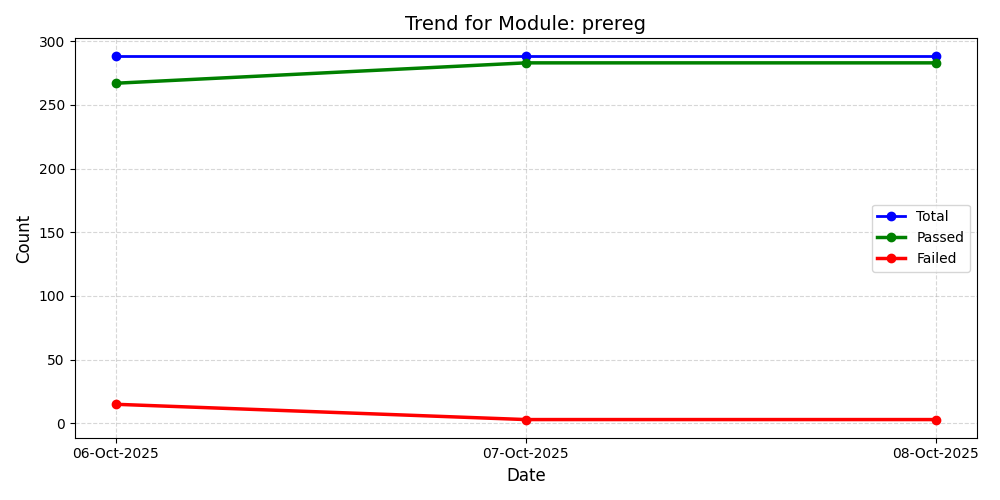 Trend for Module: prereg
300
250
200
150
100
50
0
Count
Total
Passed
Failed
06-Oct-2025
07-Oct-2025
08-Oct-2025
Date